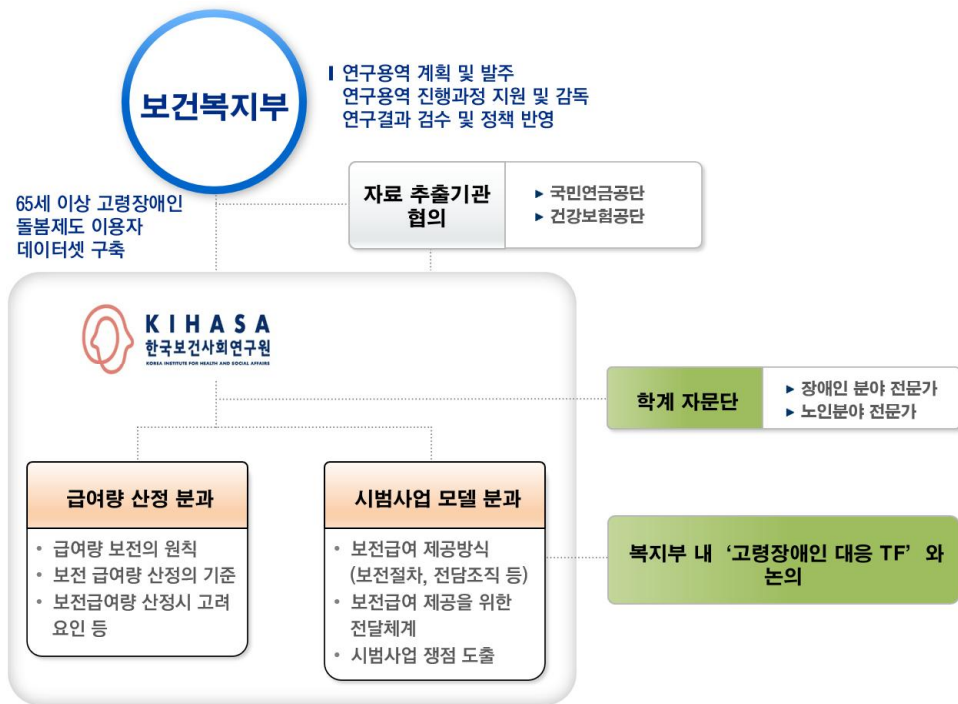 보건복지부
연구용역 계획 및 발주
연구용역 진행과정 지원 및 감독
연구결과 검수 및 정책 반영
자료 추출기관
협의
▸ 국민연금공단
▸ 건강보험공단
65세 이상 고령장애인
돌봄제도 이용자
데이터셋 구축
KIHASA
한국보건사회연구원
KOREA INSTITUTE FOR HEALTH AND SOCIAL AFFAIRS
학계 자문단
▸ 장애인 분야 전문가
▸ 노인분야 전문가
급여량 산정 분과
• 급여량 보전의 원칙
• 보전 급여량 산정의 기준
• 보전급여량 산정시 고려
요인 등
시범사업 모델 분과
• 보전급여 제공방식
(보전절차, 전담조직 등)
• 보전급여 제공을 위한
전달체계
• 시범사업 쟁점 도출
복지부 내 ‘고령장애인 대응 TF’ 와
논의